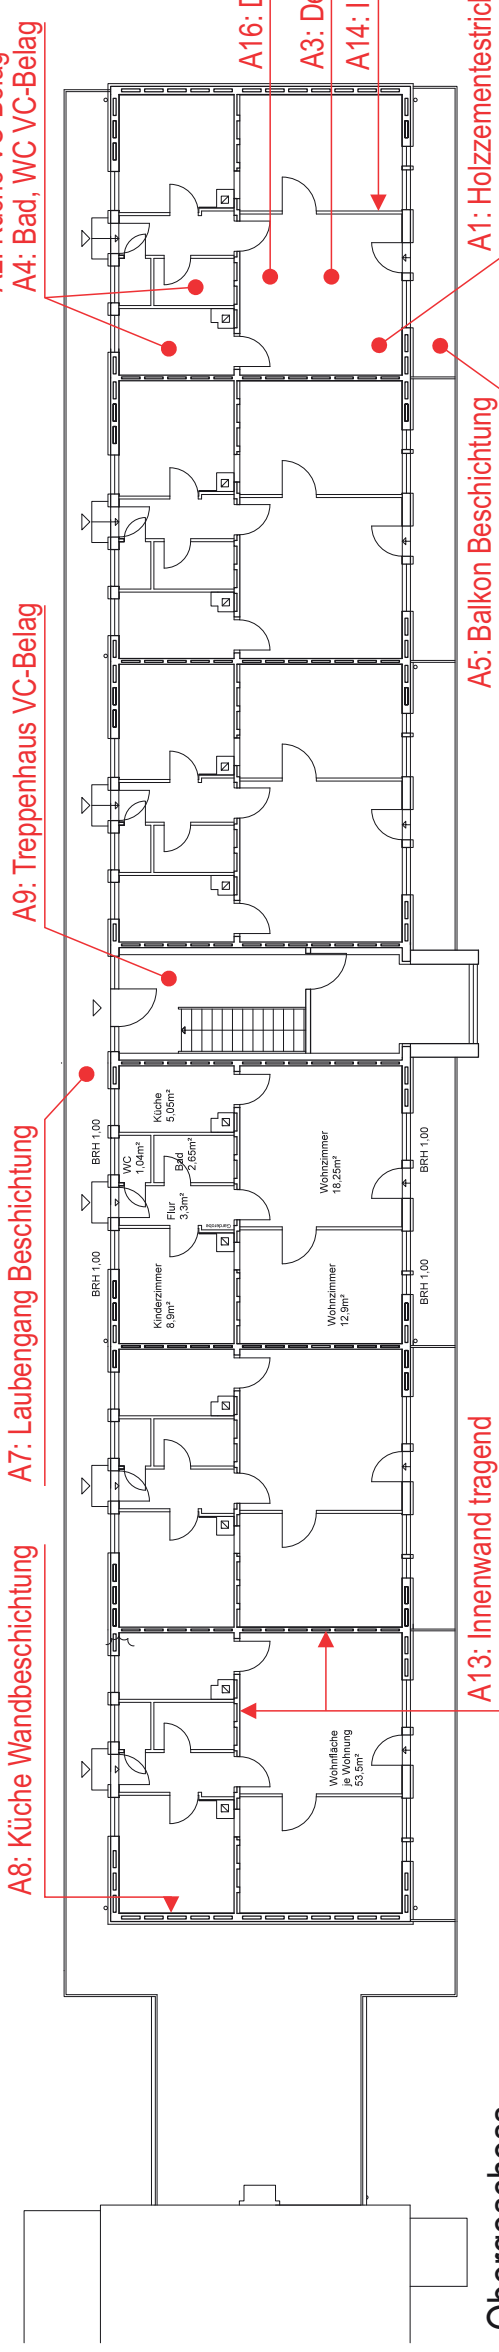 A4: Bad, WC VC-Belag
A16:
A3:
A14:
A1: Holzzementestrich
A5: Balkon Beschichtung
A9: Treppenhaus VC-Belag
A7: Laubengang Beschichtung
A8: Küche Wandbeschichtung
A13: Innenwand tragend
BRH 1,00
BRH 1,00
Küche
5,05m²
WC
1,04m²
Bad
2,65m²
Flur
3,3m²
Garderobe
Kinderzimmer
8,9m²
Wohnzimmer
18,25m²
Wohnzimmer
12,9m²
BRH 1,00
BRH 1,00
Wohnfläche
je Wohnung
53,5m²